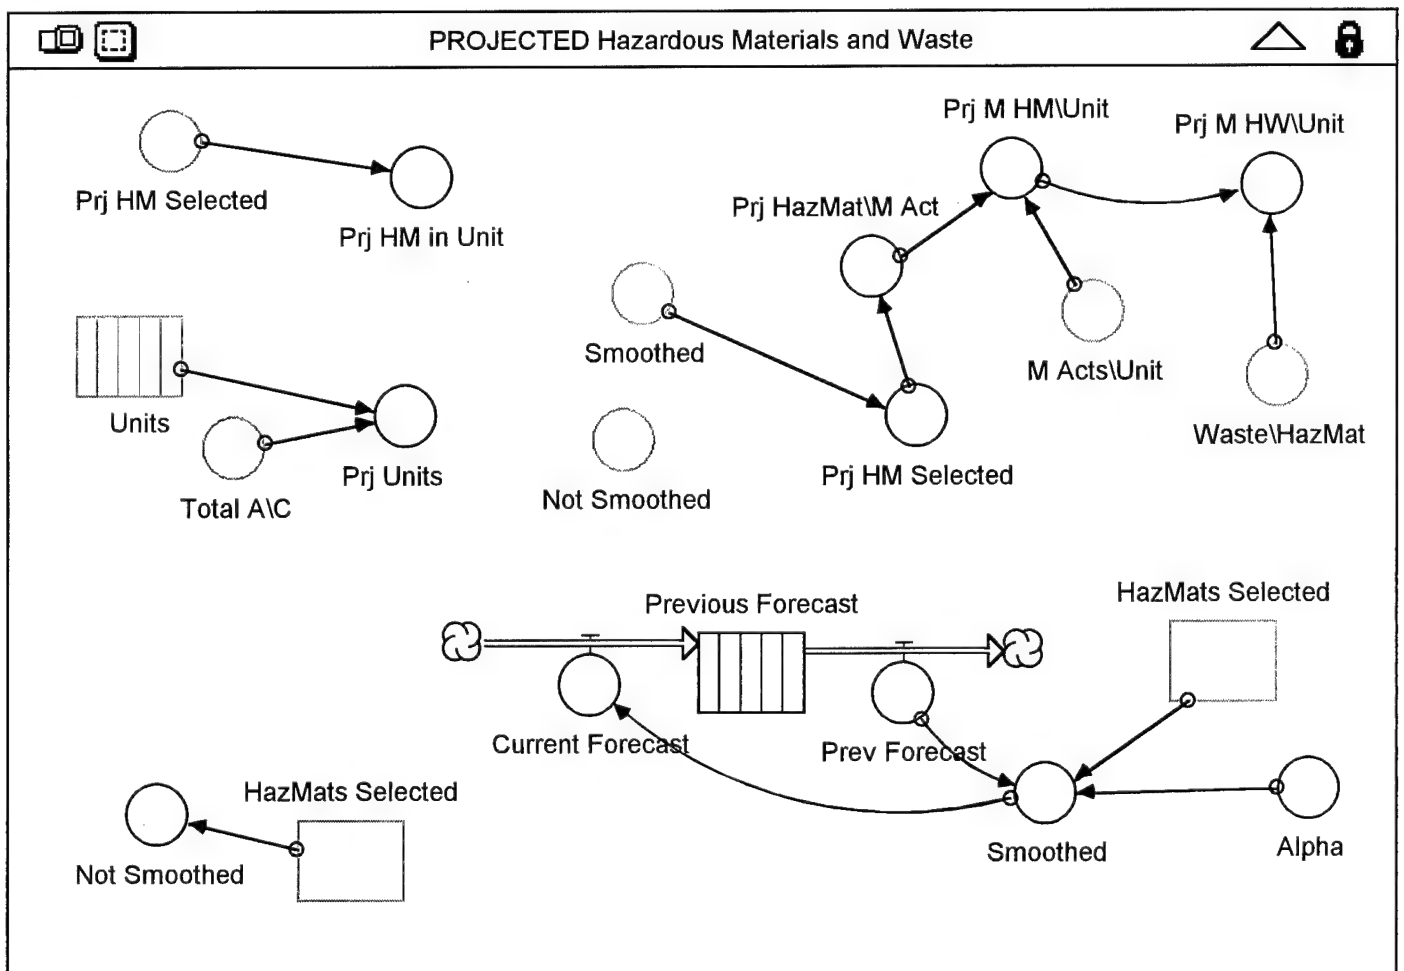 PROJECTED Hazardous Materials and Waste
Prj M HM\Unit
Prj M HW\Unit
Prj HM Selected
Prj HazMat\M Act
Prj HM in Unit
Smoothed
M Acts\Unit
Units
Waste\HazMat
Prj Units
Prj HM Selected
Total A\C
Not Smoothed
HazMats Selected
Previous Forecast
Current Forecast
Prev Forecast
HazMats Selected
Smoothed
Alpha
Not Smoothed